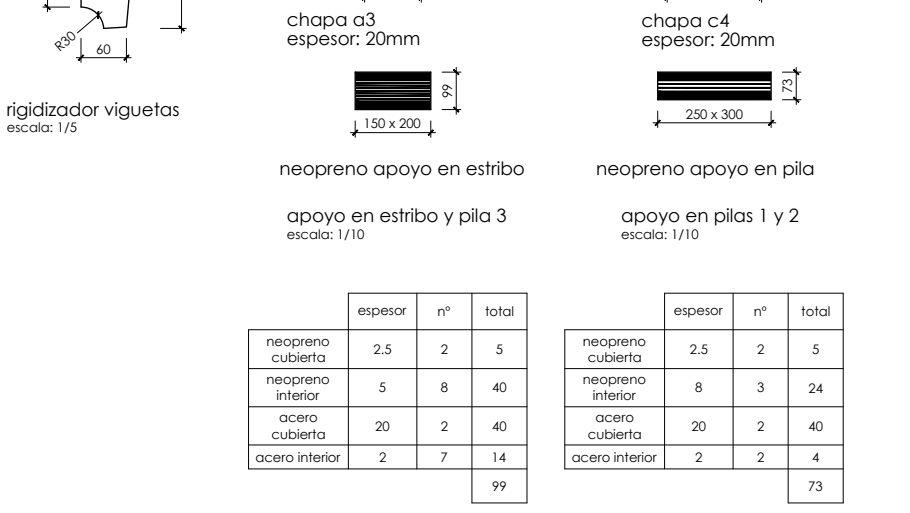 R30
60
rigidizador viguetas
escala: 1/5
chapa a3
espesor: 20mm
99
150 x 200
neopreno apoyo en estribo
apoyo en estribo y pila 3
escala: 1/10
chapa c4
espesor: 20mm
73
250 x 300
neopreno apoyo en pila
apoyo en pilas 1 y 2
escala: 1/10
espesor nº total
neopreno
cubierta 2.5 2 5
neopreno
interior 5 8 40
acero
cubierta 20 2 40
acero interior 2 7 14
99
espesor nº total
neopreno
cubierta 2.5 2 5
neopreno
interior 8 3 24
acero
cubierta 20 2 40
acero interior 2 2 4
73